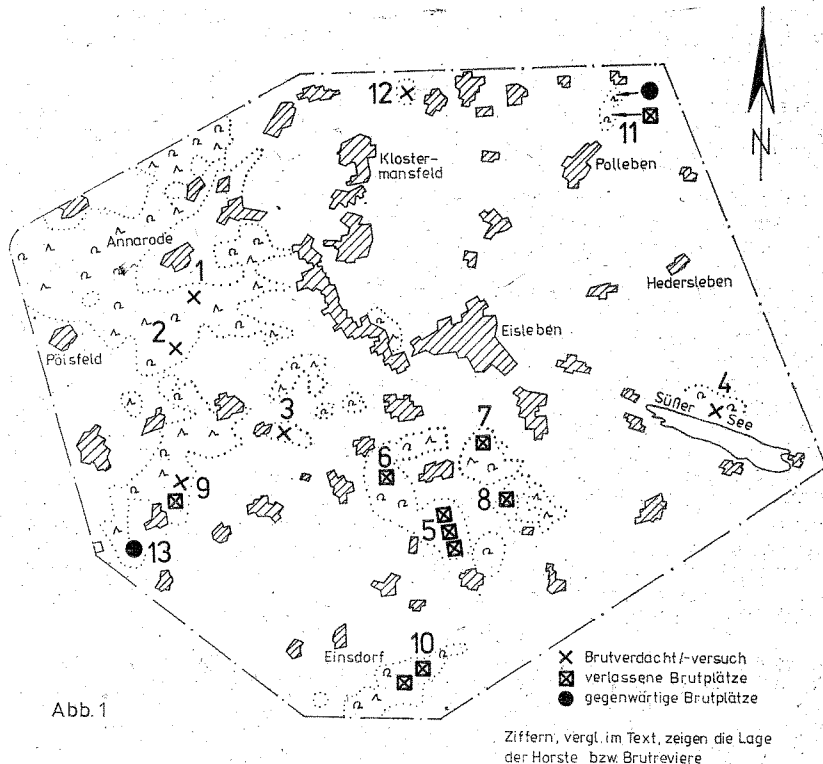 12
11
N
Kloster-
mansfeld
Polleben
Annarode
1
Hedersleben
2
Eisleben
Pölsfeld
4
Süßer See
3
7
6
9
8
5
13
10
Einsdorf
Brutverdacht/-versuch
verlassene Brutplätze
gegenwärtige Brutplätze
Abb. 1
Ziffern, vergl. im Text, zeigen die Lage
der Horste bzw. Brutreviere